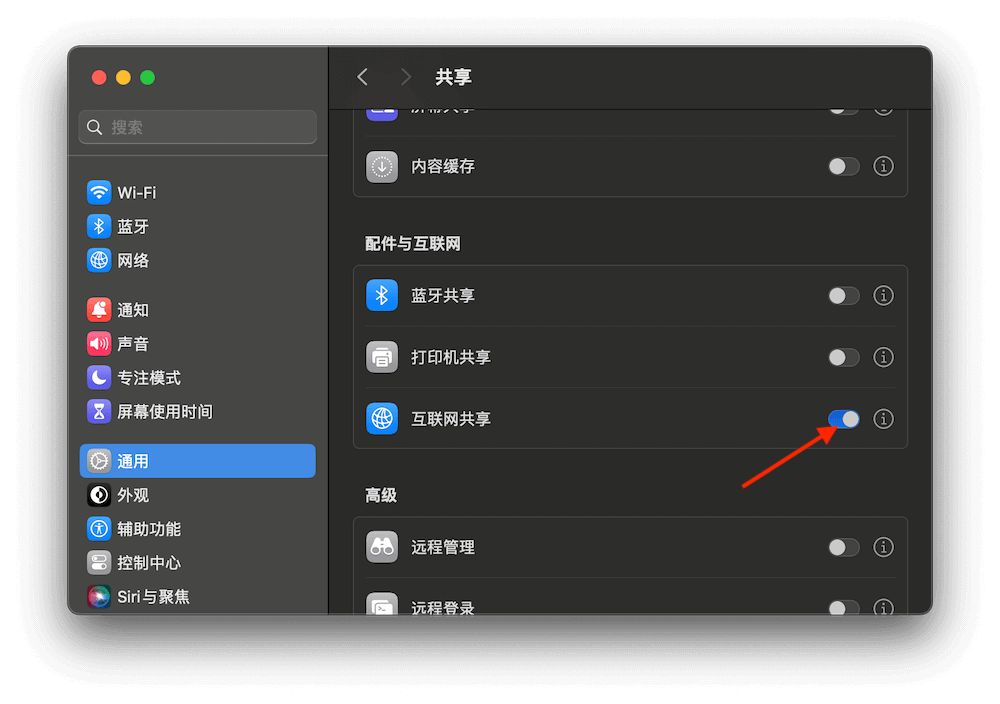 共享
搜索
Wi-Fi
蓝牙
网络
通知
声音
专注模式
屏幕使用时间
通用
外观
辅助功能
控制中心
Siri与聚焦
屏幕共享
内容缓存
配件与互联网
蓝牙共享
打印机共享
互联网共享
高级
远程管理
远程登录